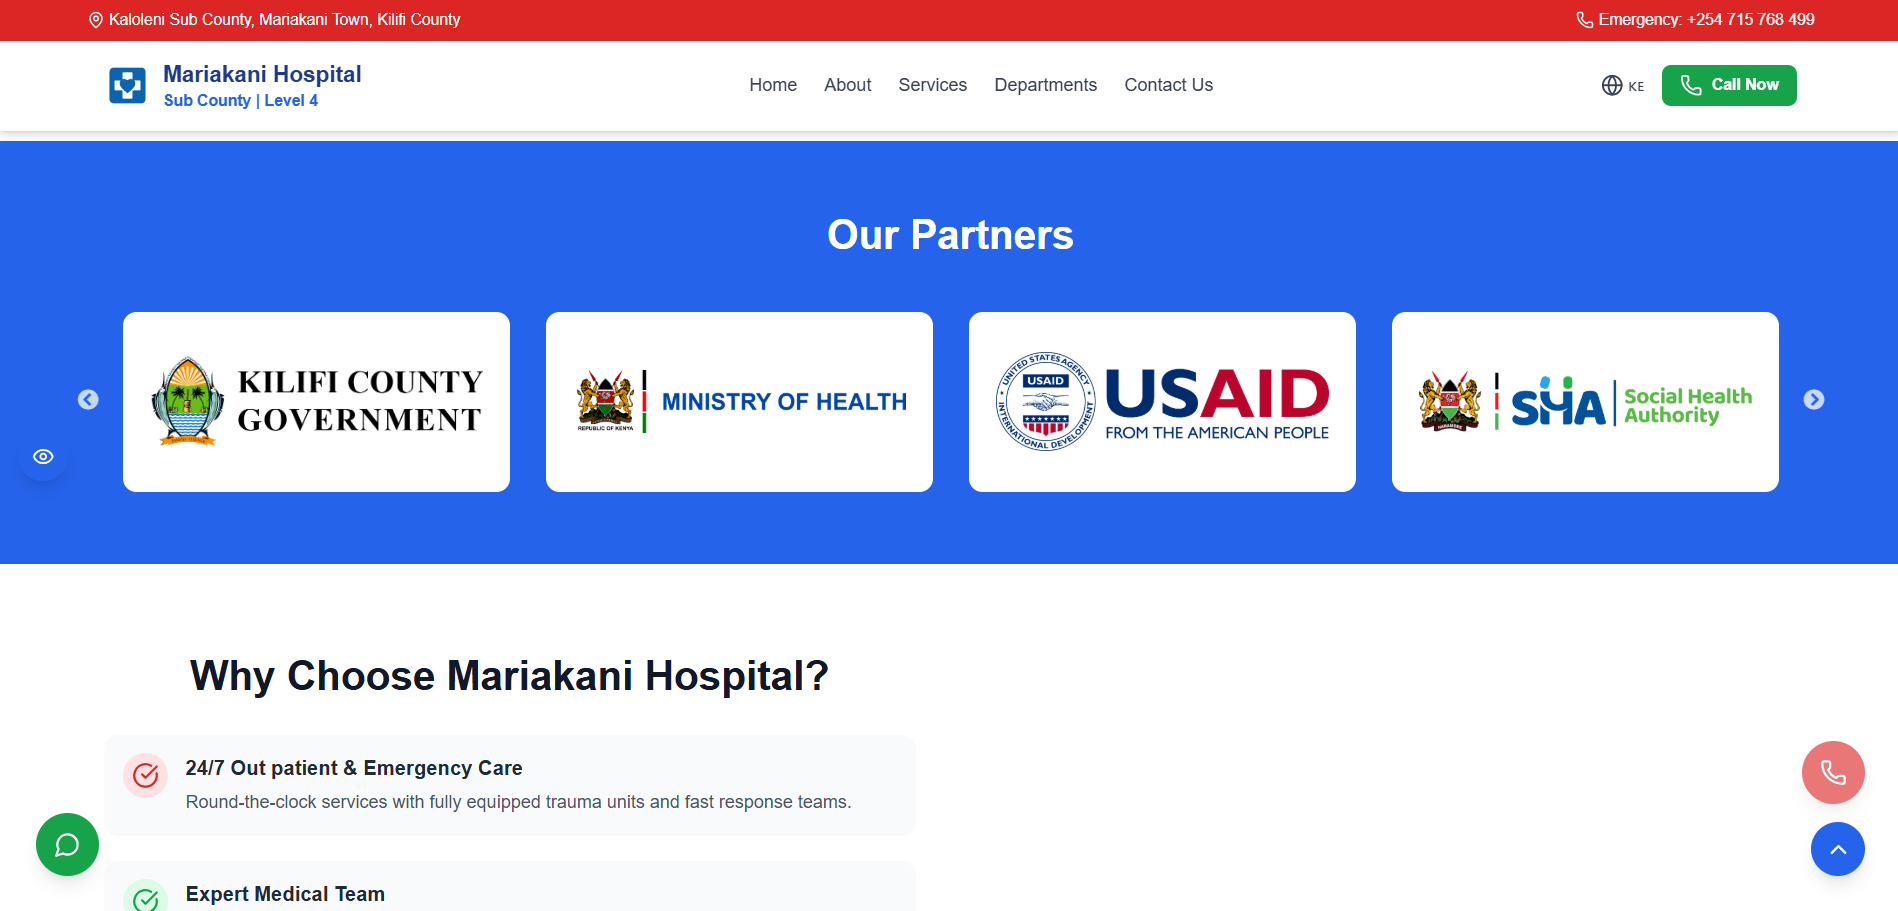 Kaloleni Sub County, Mariakani Town, Kilifi County
Emergency: +254 715 768 499
Mariakani Hospital
Sub County | Level 4
Home
About
Services
Departments
Contact Us
KE
Call Now
Our Partners
KILIFI COUNTY
GOVERNMENT
REPUBLIC OF KENYA
MINISTRY OF HEALTH
UNITED STATES AGENCY
USAID
INTERNATIONAL DEVELOPMENT
USAID
FROM THE AMERICAN PEOPLE
HARAMBEE
SHA
Social Health
Authority
Why Choose Mariakani Hospital?
24/7 Out patient & Emergency Care
Round-the-clock services with fully equipped trauma units and fast response teams.
Expert Medical Team